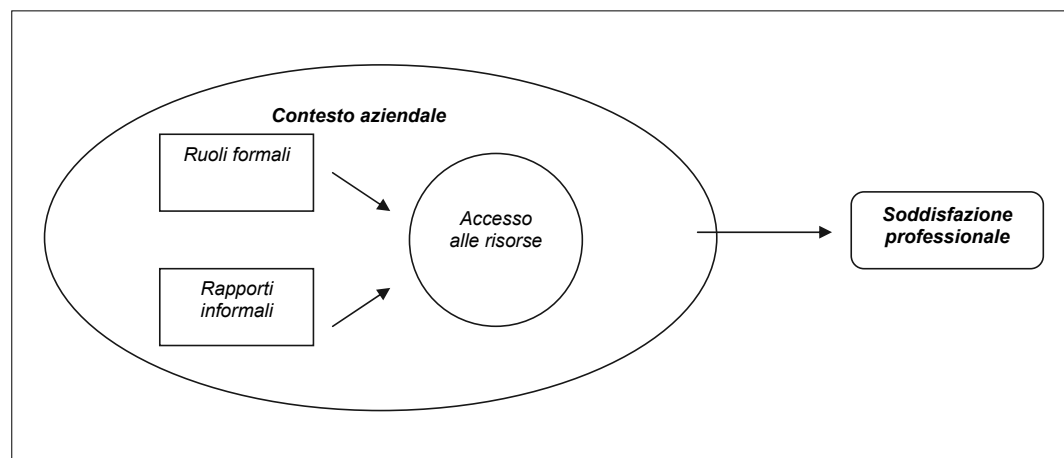 Contesto aziendale
Ruoli formali
Accesso
alle risorse
Rapporti
informali
Soddisfazione
professionale